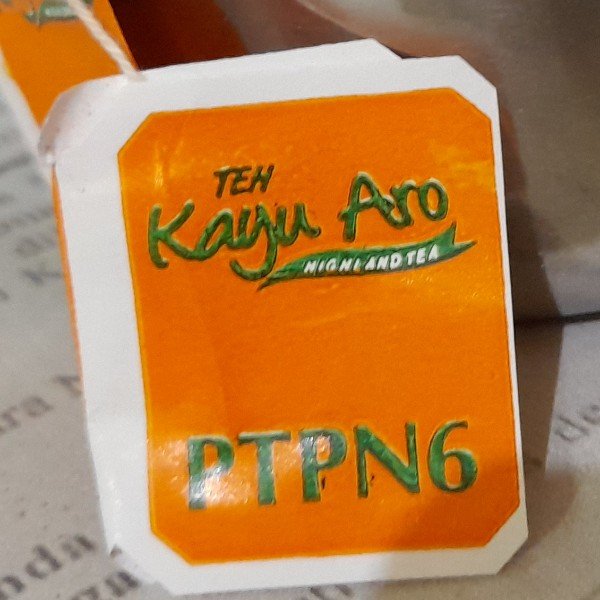 TEH
Kayu Aro
HIGHLAND TEA
PTPN6